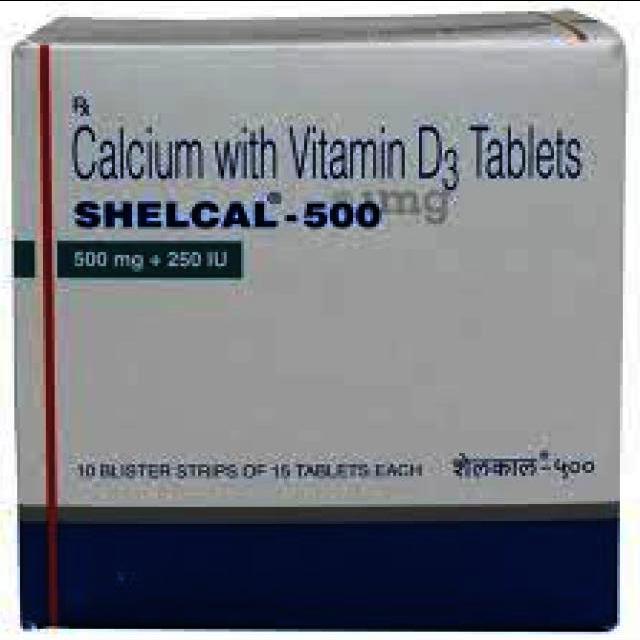 Rx
Calcium with Vitamin D3 Tablets
SHELCAL®-500
500 mg + 250 IU
10 BLISTER STRIPS OF 15 TABLETS EACH
शेलकाल®-५००